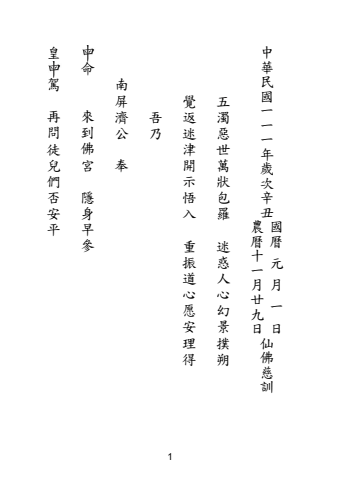 中華民國一一一年歲次辛丑 國曆 元 月 一 日 農曆十一月廿九日 仙佛慈訓
五濁惡世萬狀包羅 迷惑人心幻景撲朔
覺返迷津開示悟入 重振道心愿安理得
吾乃
南屏濟公 奉
申命 來到佛宮 隱身早參
皇申駕 再問徒兒們否安平
1